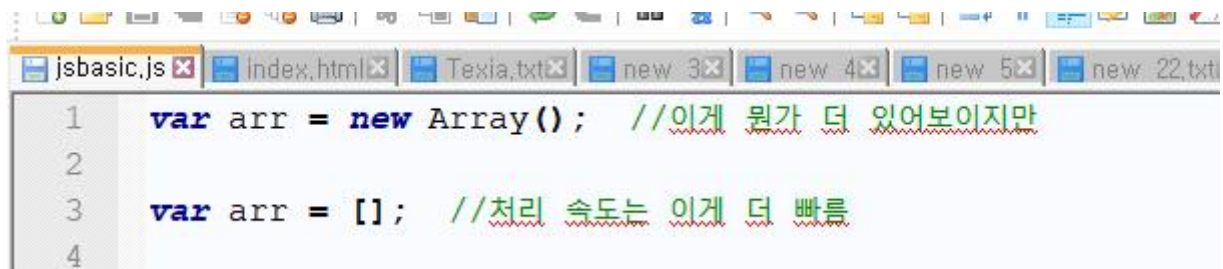 jsbasic.js index.html Texia.txt new 3 new 4 new 5 new 22.txt
1 var arr = new Array(); //이게 뭔가 더 있어보이지만
2
3 var arr = []; //처리 속도는 이게 더 빠름
4